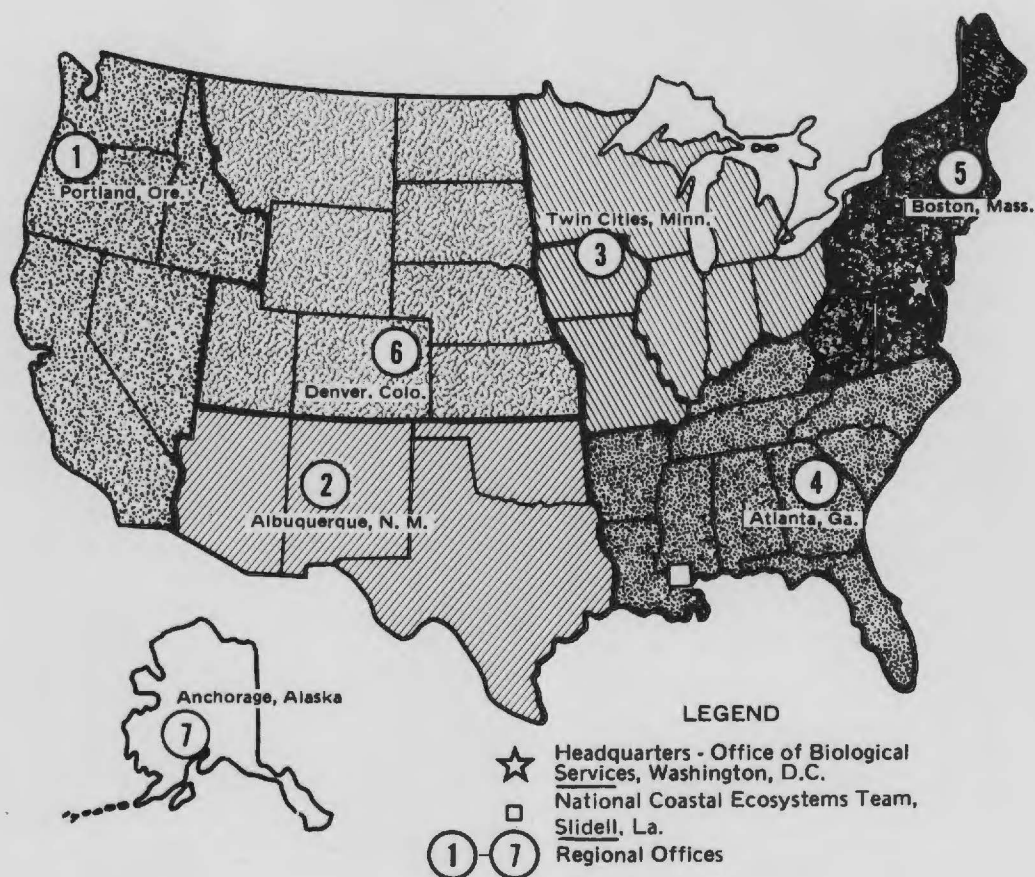 1
Portland, Ore.
5
Boston, Mass.
Twin Cities, Minn.
3
6
Denver. Colo.
2
Albuquerque, N. M.
4
Atlanta, Ga.
Anchorage, Alaska
7
LEGEND
Headquarters - Office of Biological
Services, Washington, D.C.
National Coastal Ecosystems Team,
Slidell, La.
1-7 Regional Offices